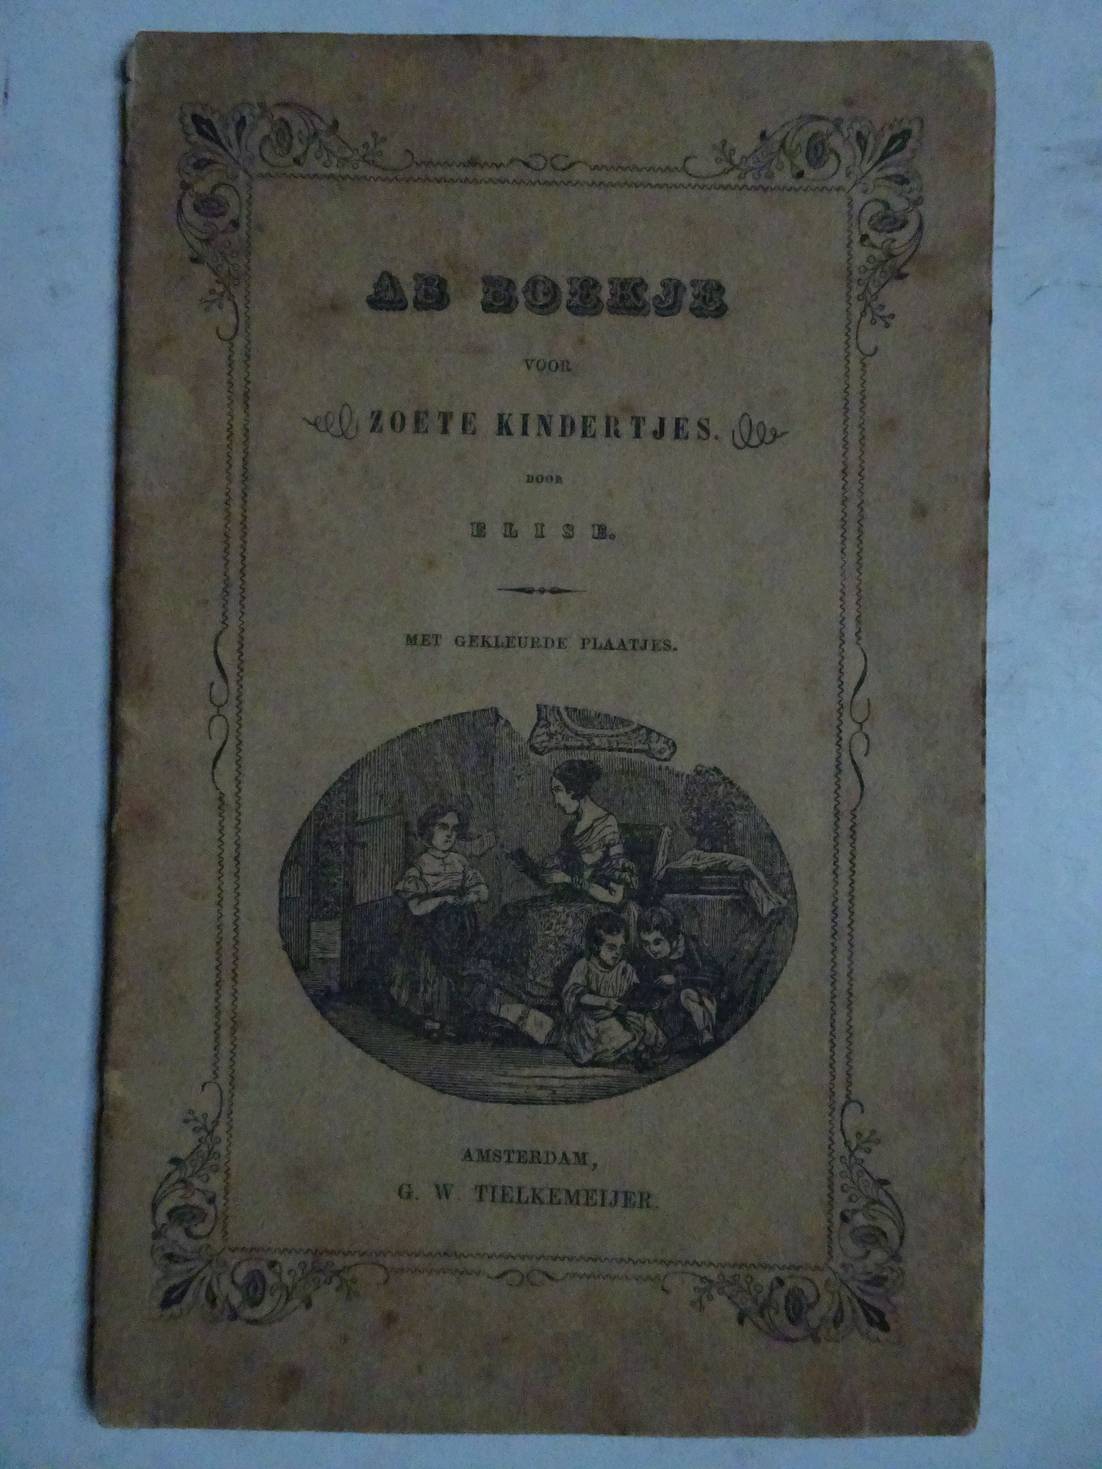 AB BOEKJE
VOOR
ZOETE KINDERTJES.
DOOR
ELISE.
MET GEKLEURDE PLAATJES.
AMSTERDAM,
G. W. TIELKEMEIJER.